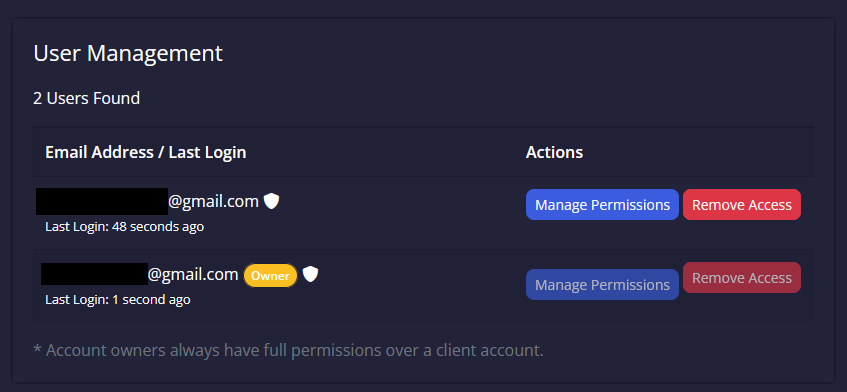 User Management
2 Users Found
Email Address / Last Login Actions
@gmail.com Manage Permissions Remove Access
Last Login: 48 seconds ago
@gmail.com Owner Manage Permissions Remove Access
Last Login: 1 second ago
* Account owners always have full permissions over a client account.